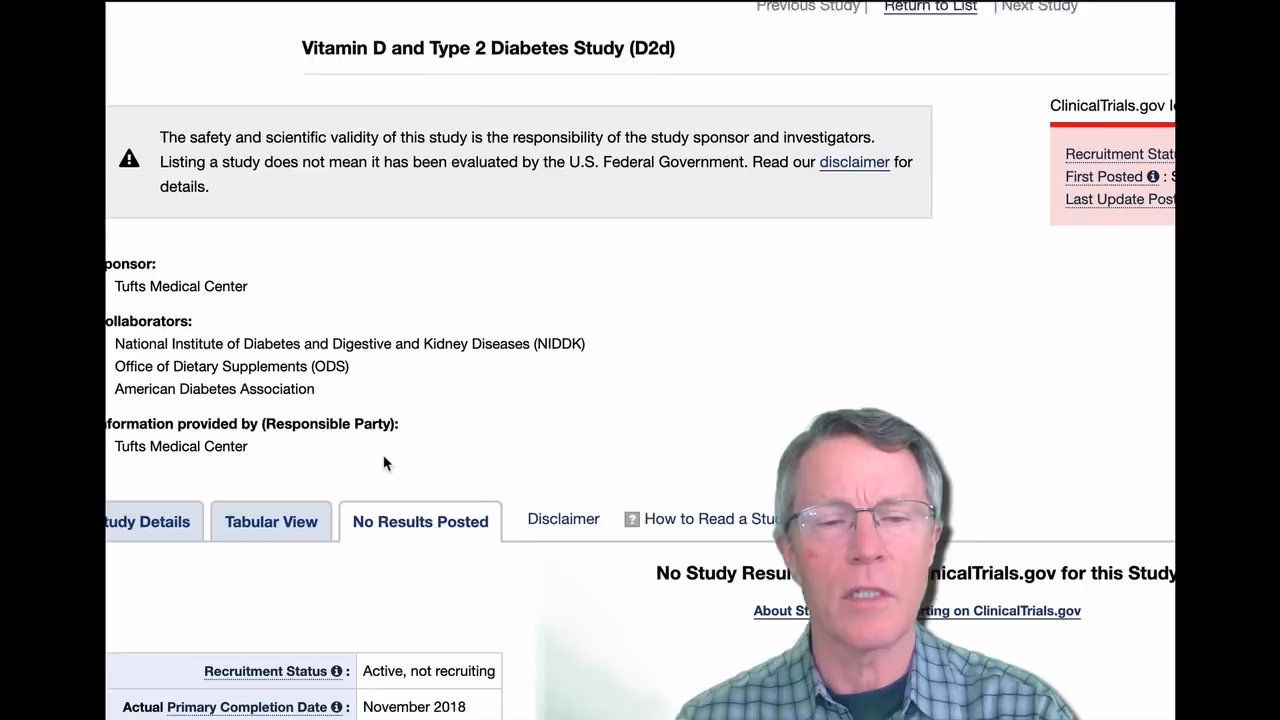 Previous Study | Return to List | Next Study
Vitamin D and Type 2 Diabetes Study (D2d)
ClinicalTrials.gov
The safety and scientific validity of this study is the responsibility of the study sponsor and investigators.
Listing a study does not mean it has been evaluated by the U.S. Federal Government. Read our disclaimer for
details.
Recruitment Statu
First Posted : S
Last Update Post
ponsor:
Tufts Medical Center
ollaborators:
National Institute of Diabetes and Digestive and Kidney Diseases (NIDDK)
Office of Dietary Supplements (ODS)
American Diabetes Association
nformation provided by (Responsible Party):
Tufts Medical Center
tudy Details Tabular View No Results Posted Disclaimer ? How to Read a Stu
No Study Resu nicalTrials.gov for this Study
About St rting on ClinicalTrials.gov
Recruitment Status : Active, not recruiting
Actual Primary Completion Date : November 2018